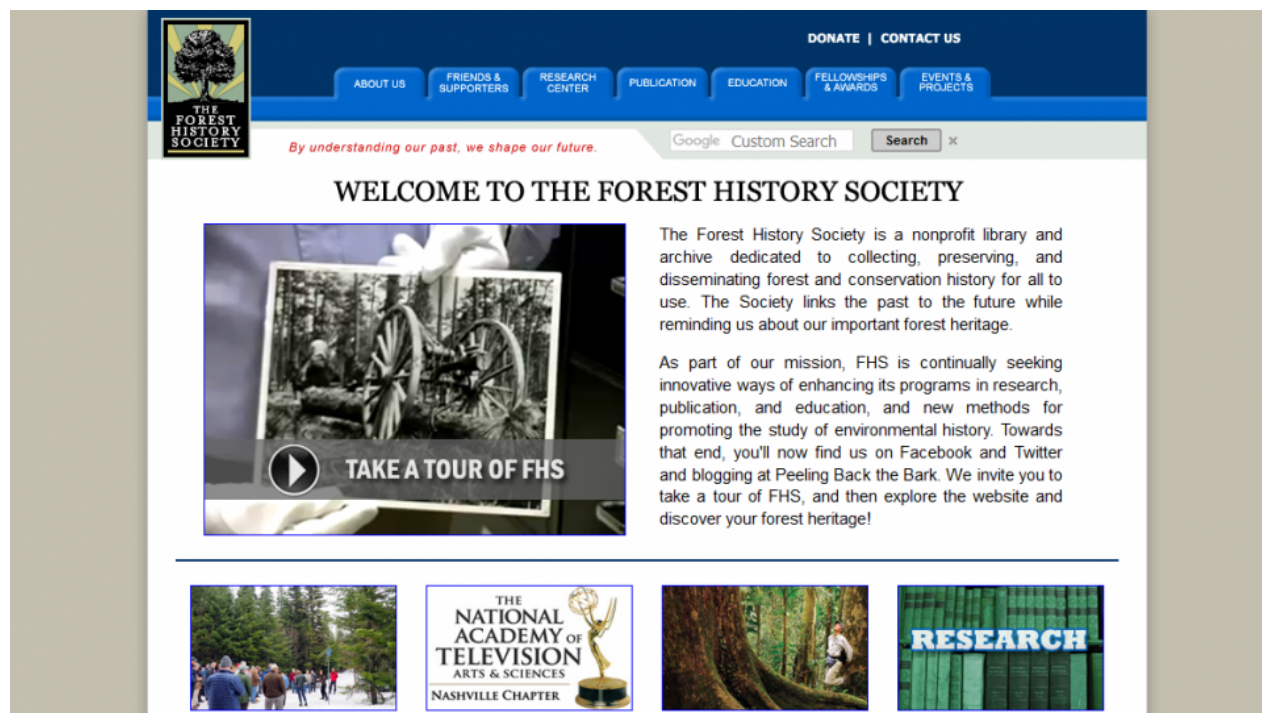 DONATE | CONTACT US
ABOUT US
FRIENDS &
SUPPORTERS
RESEARCH
CENTER
PUBLICATION
EDUCATION
FELLOWSHIPS
& AWARDS
EVENTS &
PROJECTS
THE
FOREST
HISTORY
SOCIETY
By understanding our past, we shape our future.
Google Custom Search
Search ×
WELCOME TO THE FOREST HISTORY SOCIETY
TAKE A TOUR OF FHS
The Forest History Society is a nonprofit library and
archive dedicated to collecting, preserving, and
disseminating forest and conservation history for all to
use. The Society links the past to the future while
reminding us about our important forest heritage.
As part of our mission, FHS is continually seeking
innovative ways of enhancing its programs in research,
publication, and education, and new methods for
promoting the study of environmental history. Towards
that end, you'll now find us on Facebook and Twitter
and blogging at Peeling Back the Bark. We invite you to
take a tour of FHS, and then explore the website and
discover your forest heritage!
THE
NATIONAL
ACADEMY OF
TELEVISION
ARTS & SCIENCES
NASHVILLE CHAPTER
RESEARCH